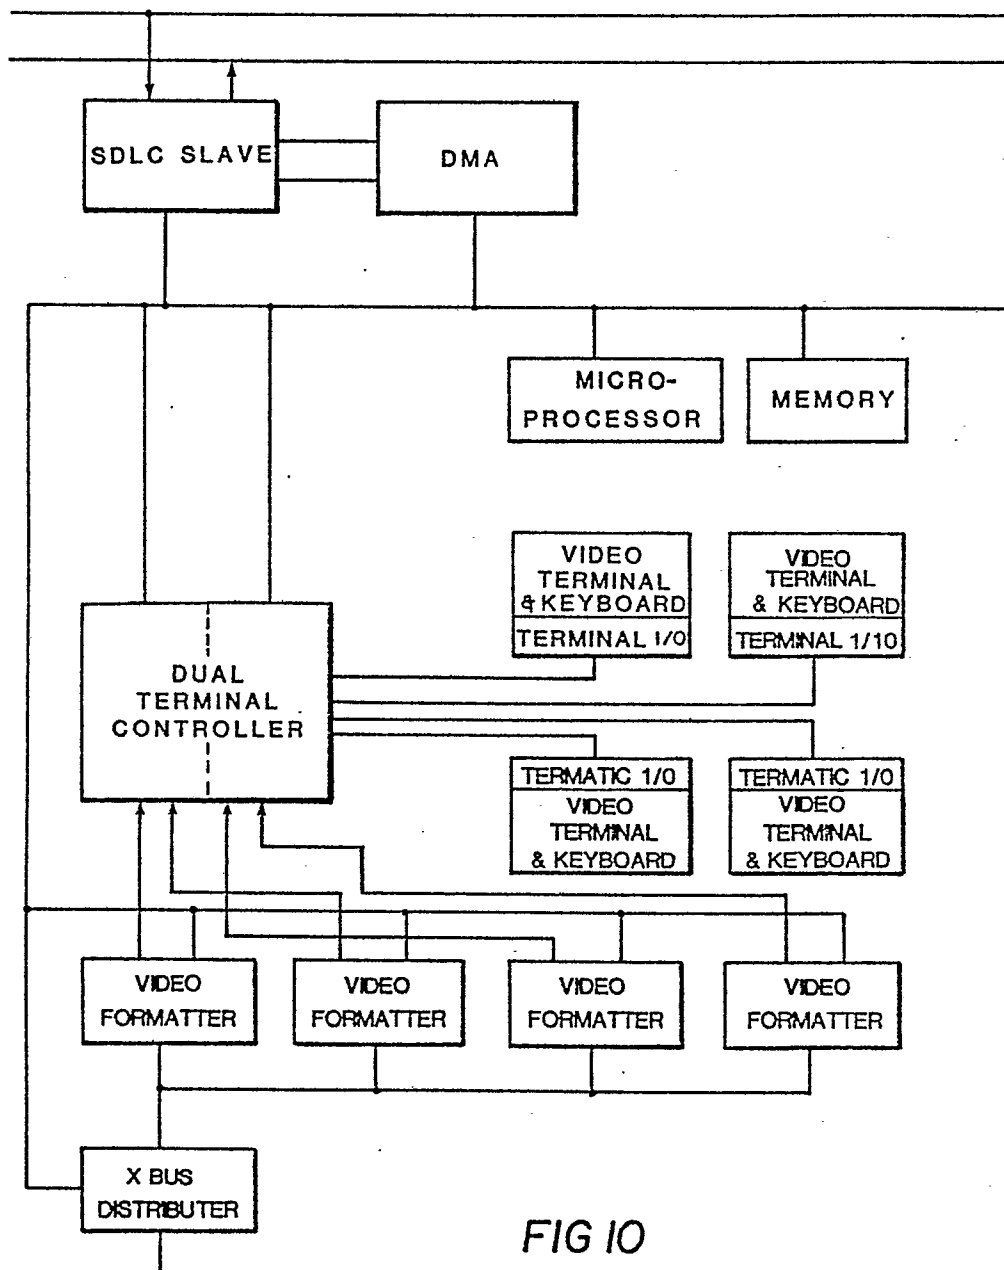 SDLC SLAVE
DMA
MICRO-
PROCESSOR
MEMORY
VIDEO
TERMINAL
& KEYBOARD
TERMINAL I/0
VIDEO
TERMINAL
& KEYBOARD
TERMINAL 1/10
DUAL
TERMINAL
CONTROLLER
TERMATIC 1/0
VIDEO
TERMINAL
& KEYBOARD
TERMATIC 1/0
VIDEO
TERMINAL
& KEYBOARD
VIDEO
FORMATTER
VIDEO
FORMATTER
VIDEO
FORMATTER
VIDEO
FORMATTER
X BUS
DISTRIBUTER
FIG 10